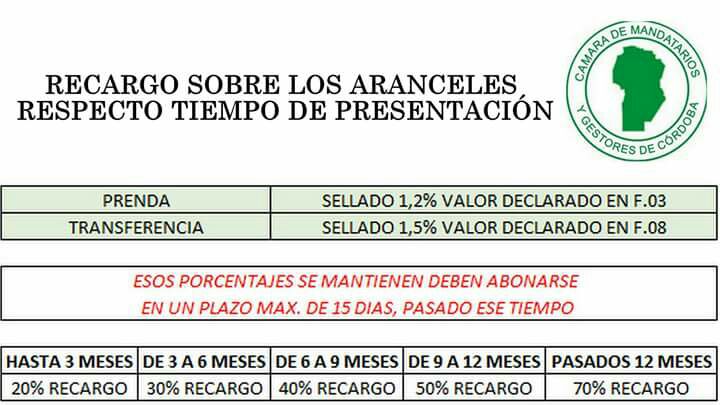 RECARGO SOBRE LOS ARANCELES
RESPECTO TIEMPO DE PRESENTACIÓN
CAMARA DE MANDATARIOS
Y GESTORES DE CÓRDOBA
PRENDA SELLADO 1,2% VALOR DECLARADO EN F.03
TRANSFERENCIA SELLADO 1,5% VALOR DECLARADO EN F.08
ESOS PORCENTAJES SE MANTIENEN DEBEN ABONARSE
EN UN PLAZO MAX. DE 15 DIAS, PASADO ESE TIEMPO
HASTA 3 MESES DE 3 A 6 MESES DE 6 A 9 MESES DE 9 A 12 MESES PASADOS 12 MESES
20% RECARGO 30% RECARGO 40% RECARGO 50% RECARGO 70% RECARGO